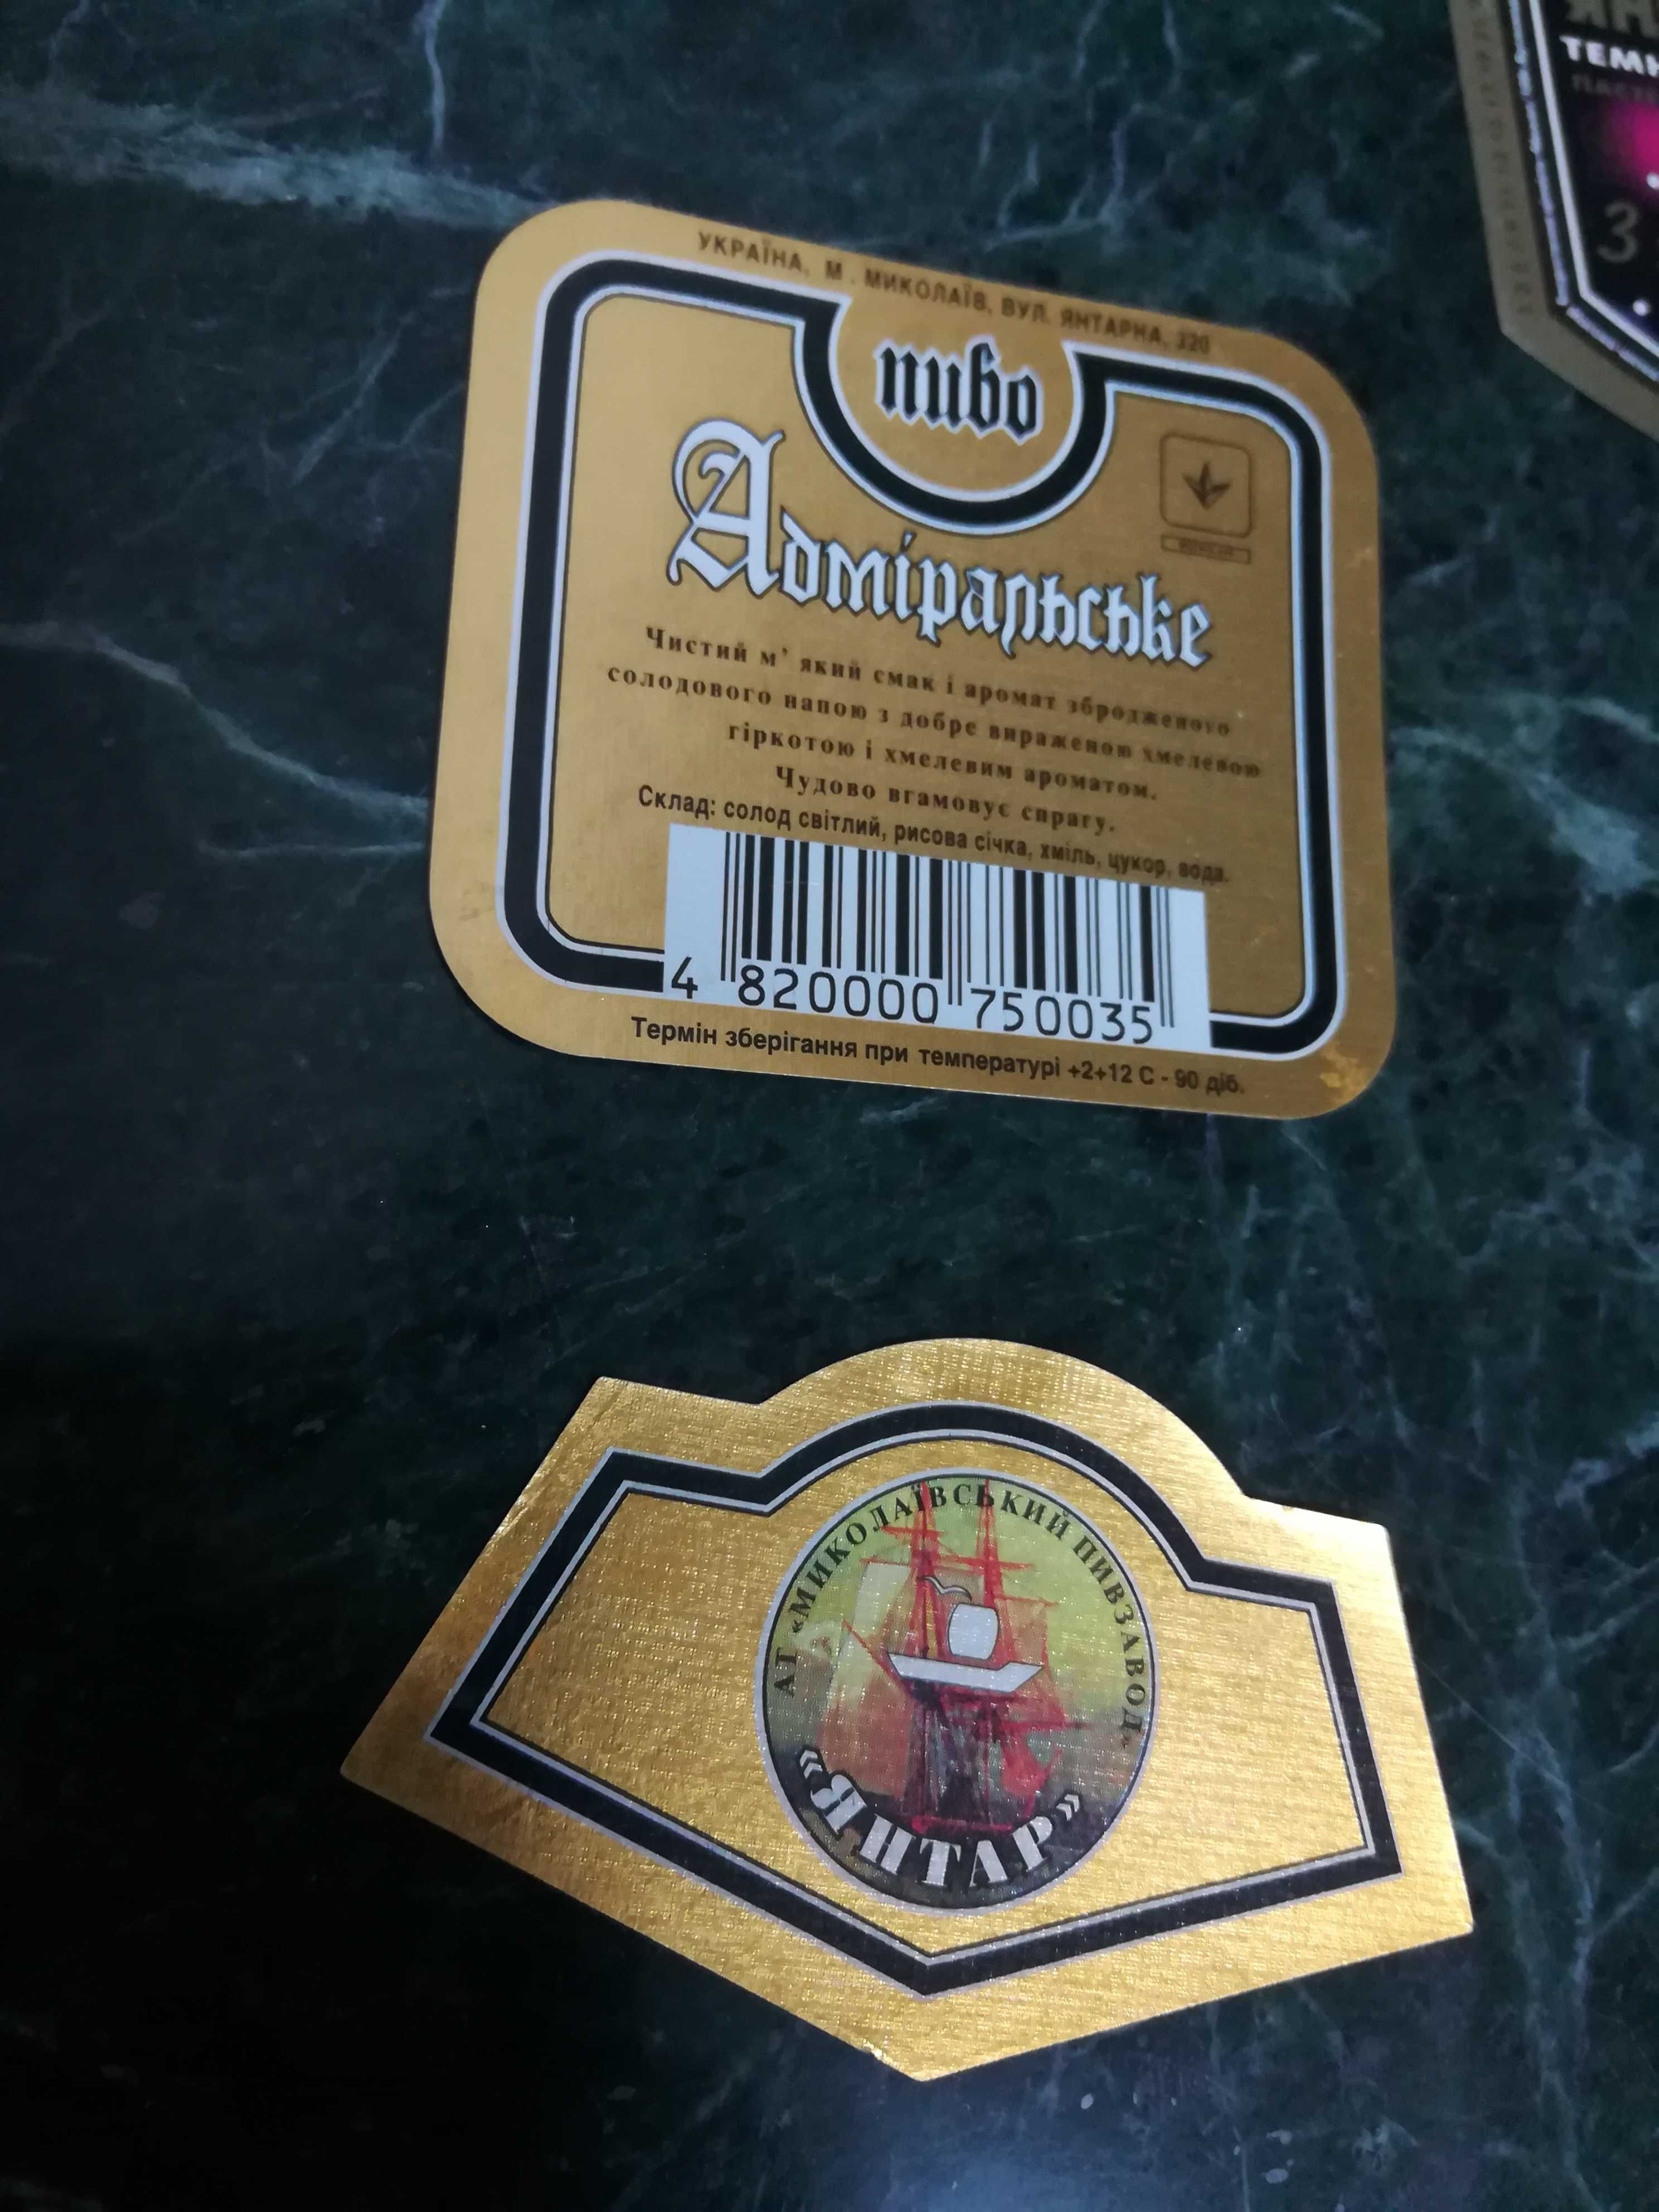 УКРАЇНА, М. МИКОЛАЇВ, ВУЛ. ЯНТАРНА, 320
пиво
Адміральське
Чистий м' який смак і аромат збродженого
солодового напою з добре вираженою хмелевою
гіркотою і хмелевим ароматом.
Чудово вгамовує спрагу.
Склад: солод світлий, рисова січка, хміль, цукор, вода.
4 820000 750035
Термін зберігання при температурі +2+12 С - 90 діб.
АГ «МИКОЛАЇВСЬКИЙ ПИВЗАВОД»
«ЯНТАР»
3